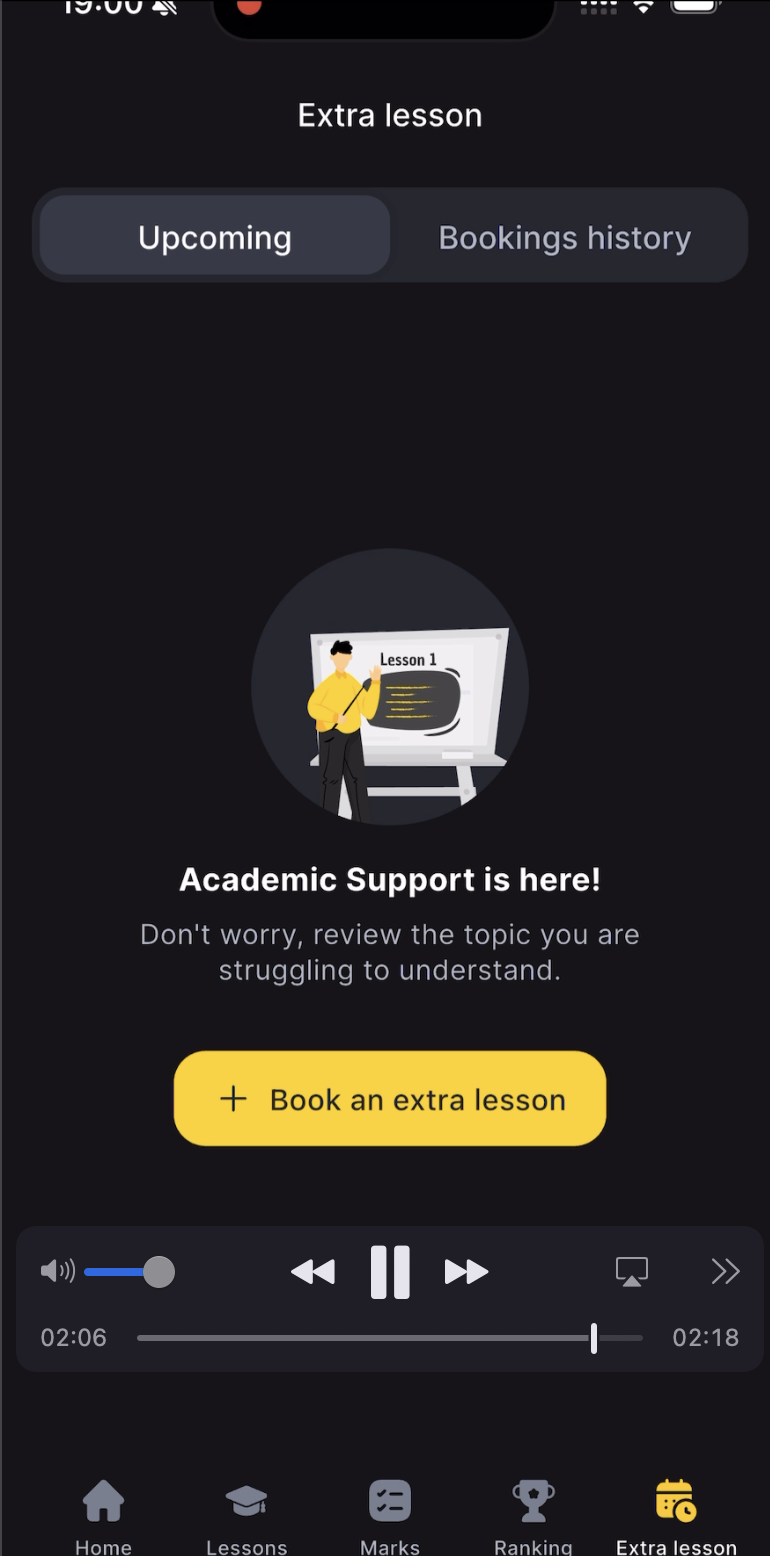 19:00
Extra lesson
Upcoming
Bookings history
Lesson 1
Academic Support is here!
Don't worry, review the topic you are
struggling to understand.
+ Book an extra lesson
02:06
02:18
Home
Lessons
Marks
Ranking
Extra lesson